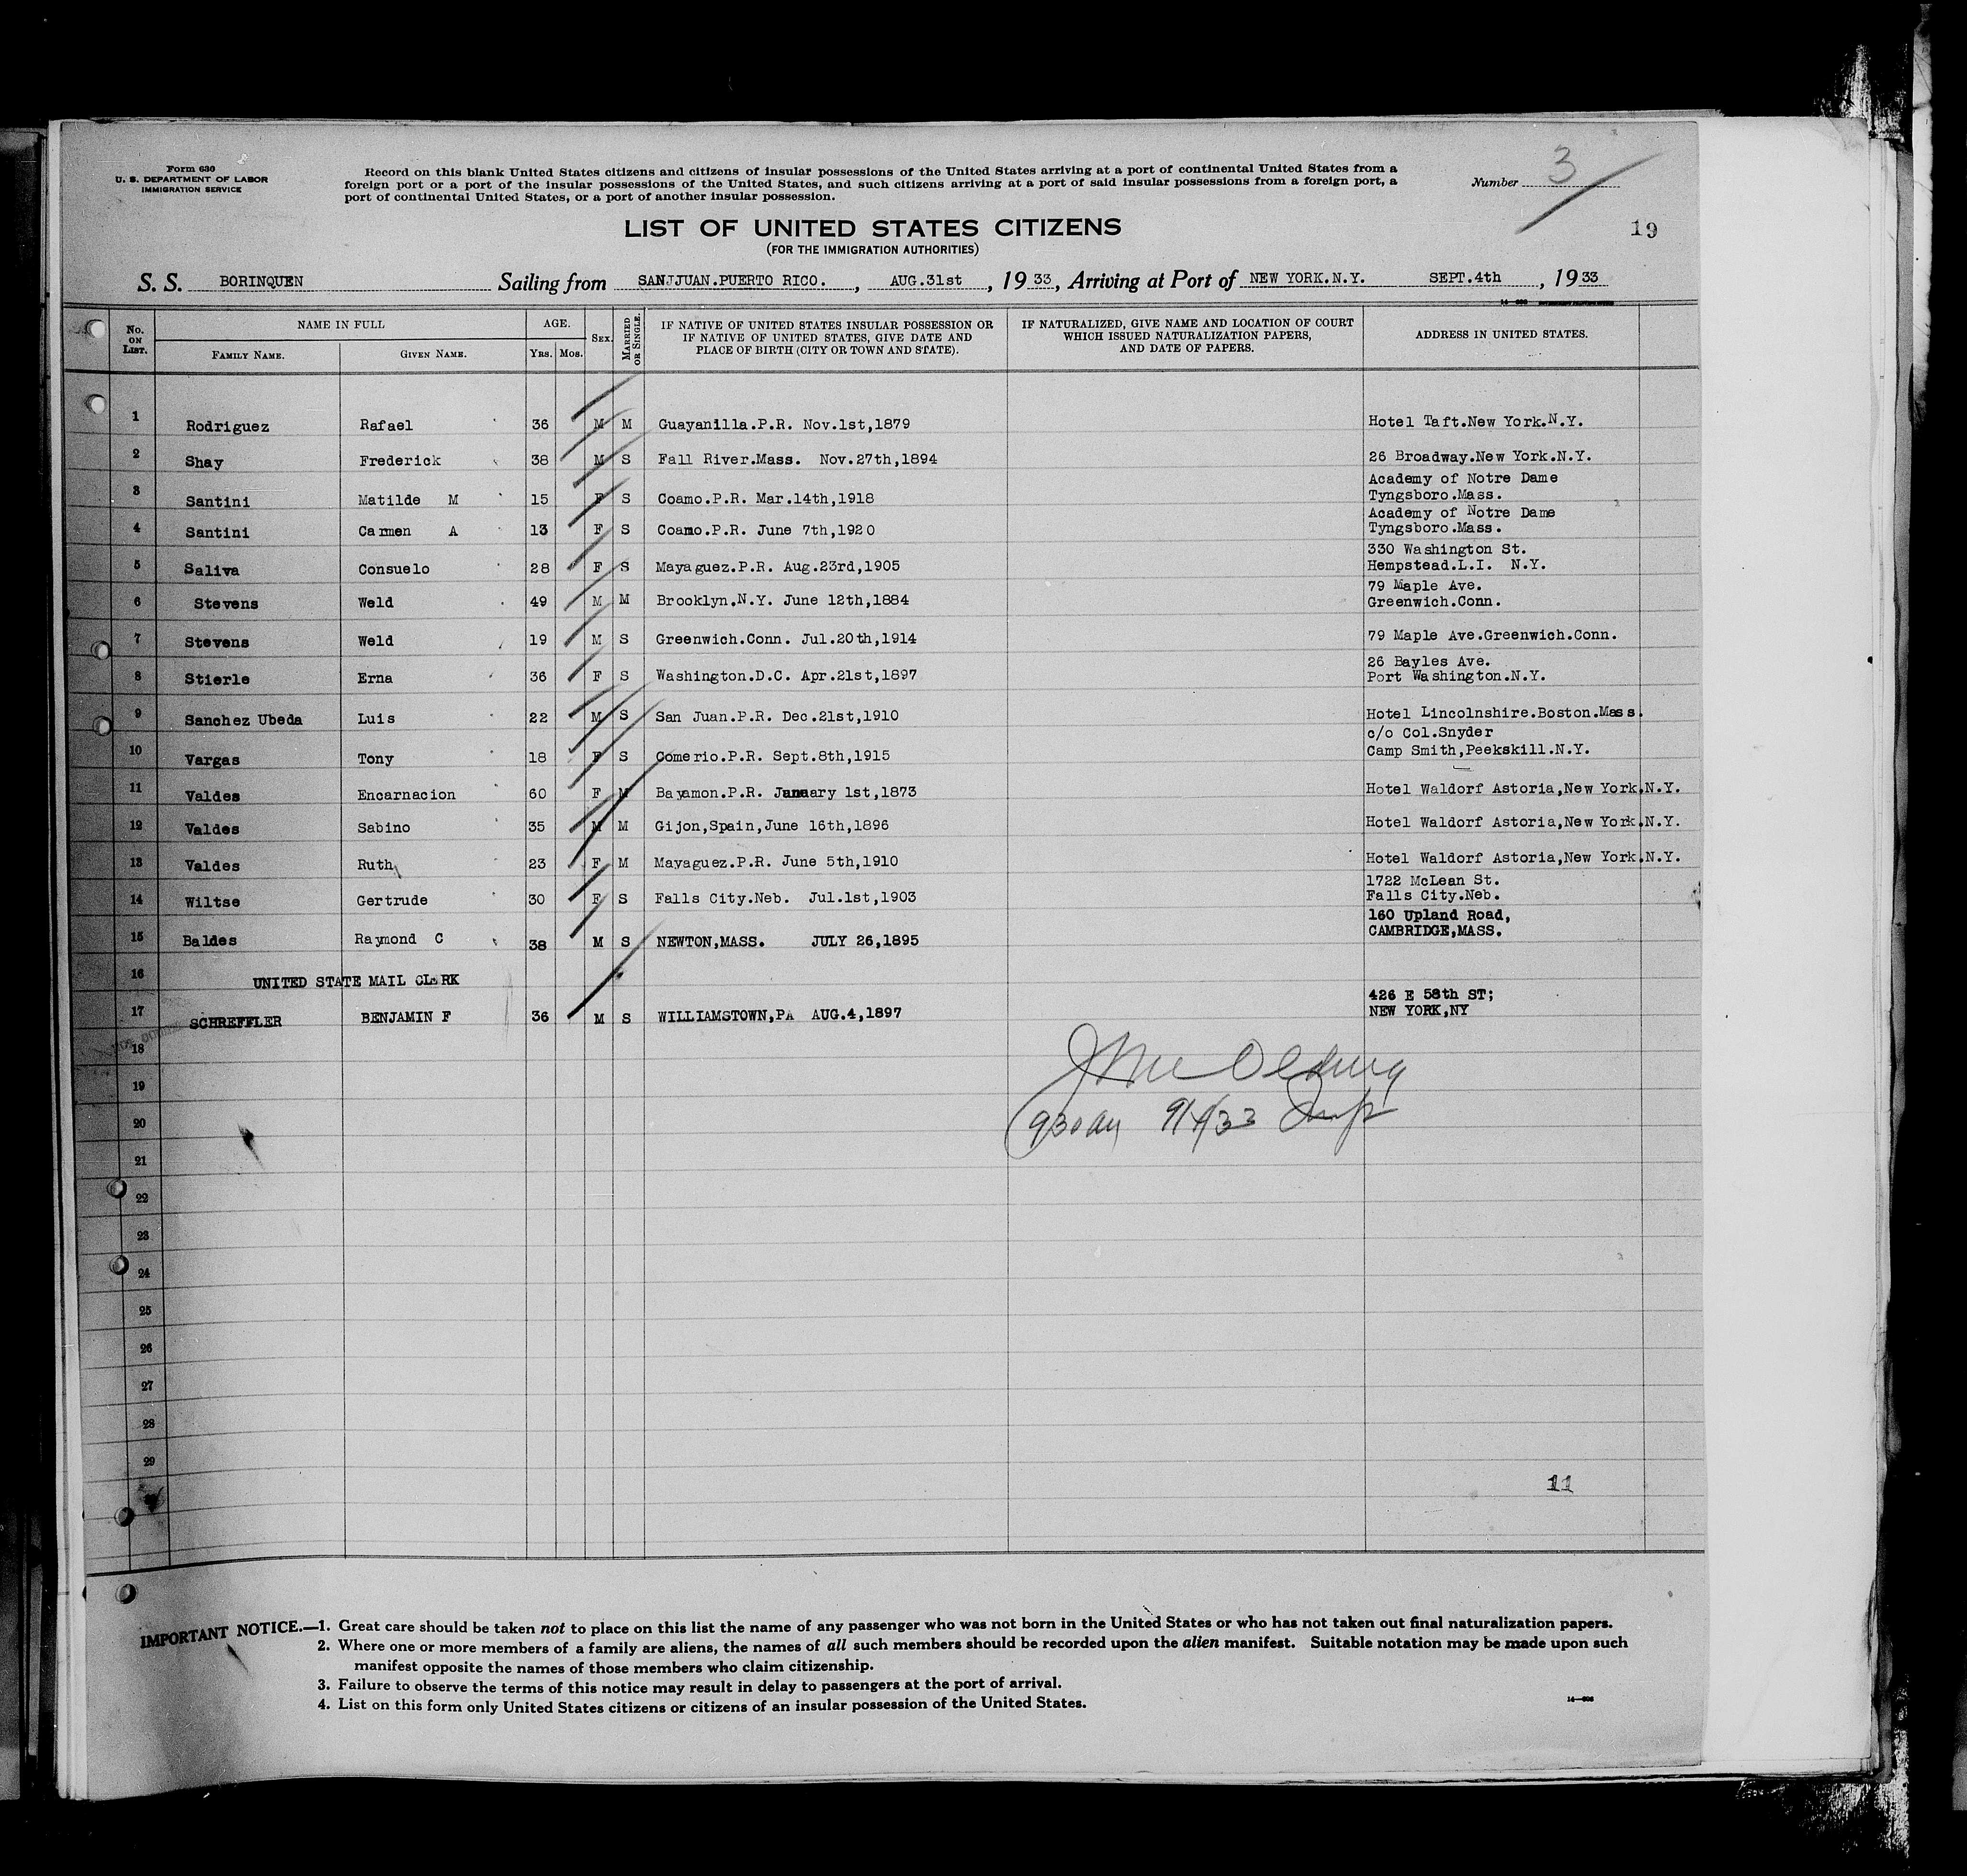 Form 630
U. S. DEPARTMENT OF LABOR
IMMIGRATION SERVICE
Record on this blank United States citizens and citizens of insular possessions of the United States arriving at a port of continental United States from a
foreign port or a port of the insular possessions of the United States, and such citizens arriving at a port of said insular possessions from a foreign port, a
port of continental United States, or a port of another insular possession.
Number 3
19
LIST OF UNITED STATES CITIZENS
(FOR THE IMMIGRATION AUTHORITIES)
S. S. BORINQUEN Sailing from SANJJUAN.PUERTO RICO. , AUG.31st , 19 33, Arriving at Port of NEW YORK.N.Y. SEPT.4th , 19 33
No. ON LIST. NAME IN FULL AGE. SEX. MARRIED OR SINGLE. IF NATIVE OF UNITED STATES INSULAR POSSESSION OR IF NATIVE OF UNITED STATES, GIVE DATE AND PLACE OF BIRTH (CITY OR TOWN AND STATE). IF NATURALIZED, GIVE NAME AND LOCATION OF COURT WHICH ISSUED NATURALIZATION PAPERS, AND DATE OF PAPERS. ADDRESS IN UNITED STATES.
FAMILY NAME. GIVEN NAME. Yrs. Mos.
1 Rodriguez Rafael 36 M M Guayanilla.P.R. Nov.1st,1879 Hotel Taft.New York.N.Y.
2 Shay Frederick 38 M S Fall River.Mass. Nov.27th,1894 26 Broadway.New York.N.Y.
3 Santini Matilde M 15 F S Coamo.P.R. Mar.14th,1918 Academy of Notre Dame Tyngsboro.Mass.
4 Santini Carmen A 13 F S Coamo.P.R. June 7th,1920 Academy of Notre Dame Tyngsboro.Mass.
5 Saliva Consuelo 28 F S Mayaguez.P.R. Aug.23rd,1905 330 Washington St. Hempstead.L.I. N.Y.
6 Stevens Weld 49 M M Brooklyn.N.Y. June 12th,1884 79 Maple Ave. Greenwich.Conn.
7 Stevens Weld 19 M S Greenwich.Conn. Jul.20th,1914 79 Maple Ave.Greenwich.Conn.
8 Stierle Erna 36 F S Washington.D.C. Apr.21st,1897 26 Bayles Ave. Port Washington.N.Y.
9 Sanchez Ubeda Luis 22 M S San Juan.P.R. Dec.21st,1910 Hotel Lincolnshire.Boston.Mass.
10 Vargas Tony 18 F S Comerio.P.R. Sept.8th,1915 c/o Col.Snyder Camp Smith,Peekskill.N.Y.
11 Valdes Encarnacion 60 F M Bayamon.P.R. January 1st,1873 Hotel Waldorf Astoria,New York.N.Y.
12 Valdes Sabino 35 M M Gijon,Spain,June 16th,1896 Hotel Waldorf Astoria,New York.N.Y.
13 Valdes Ruth 23 F M Mayaguez.P.R. June 5th,1910 Hotel Waldorf Astoria,New York.N.Y.
14 Wiltse Gertrude 30 F S Falls City.Neb. Jul.1st,1903 1722 McLean St. Falls City.Neb.
15 Baldes Raymond C 38 M S NEWTON,MASS. JULY 26,1895 160 Upland Road, CAMBRIDGE,MASS.
16 UNITED STATE MAIL CLERK
17 SCHREFFLER BENJAMIN F 36 M S WILLIAMSTOWN,PA AUG.4,1897 426 E 58th ST; NEW YORK,NY
18
19
20 930am 9/4/33 Insp
21
22
23
24
25
26
27
28
29
11
IMPORTANT NOTICE.—1. Great care should be taken not to place on this list the name of any passenger who was not born in the United States or who has not taken out final naturalization papers.
2. Where one or more members of a family are aliens, the names of all such members should be recorded upon the alien manifest. Suitable notation may be made upon such
manifest opposite the names of those members who claim citizenship.
3. Failure to observe the terms of this notice may result in delay to passengers at the port of arrival.
4. List on this form only United States citizens or citizens of an insular possession of the United States.